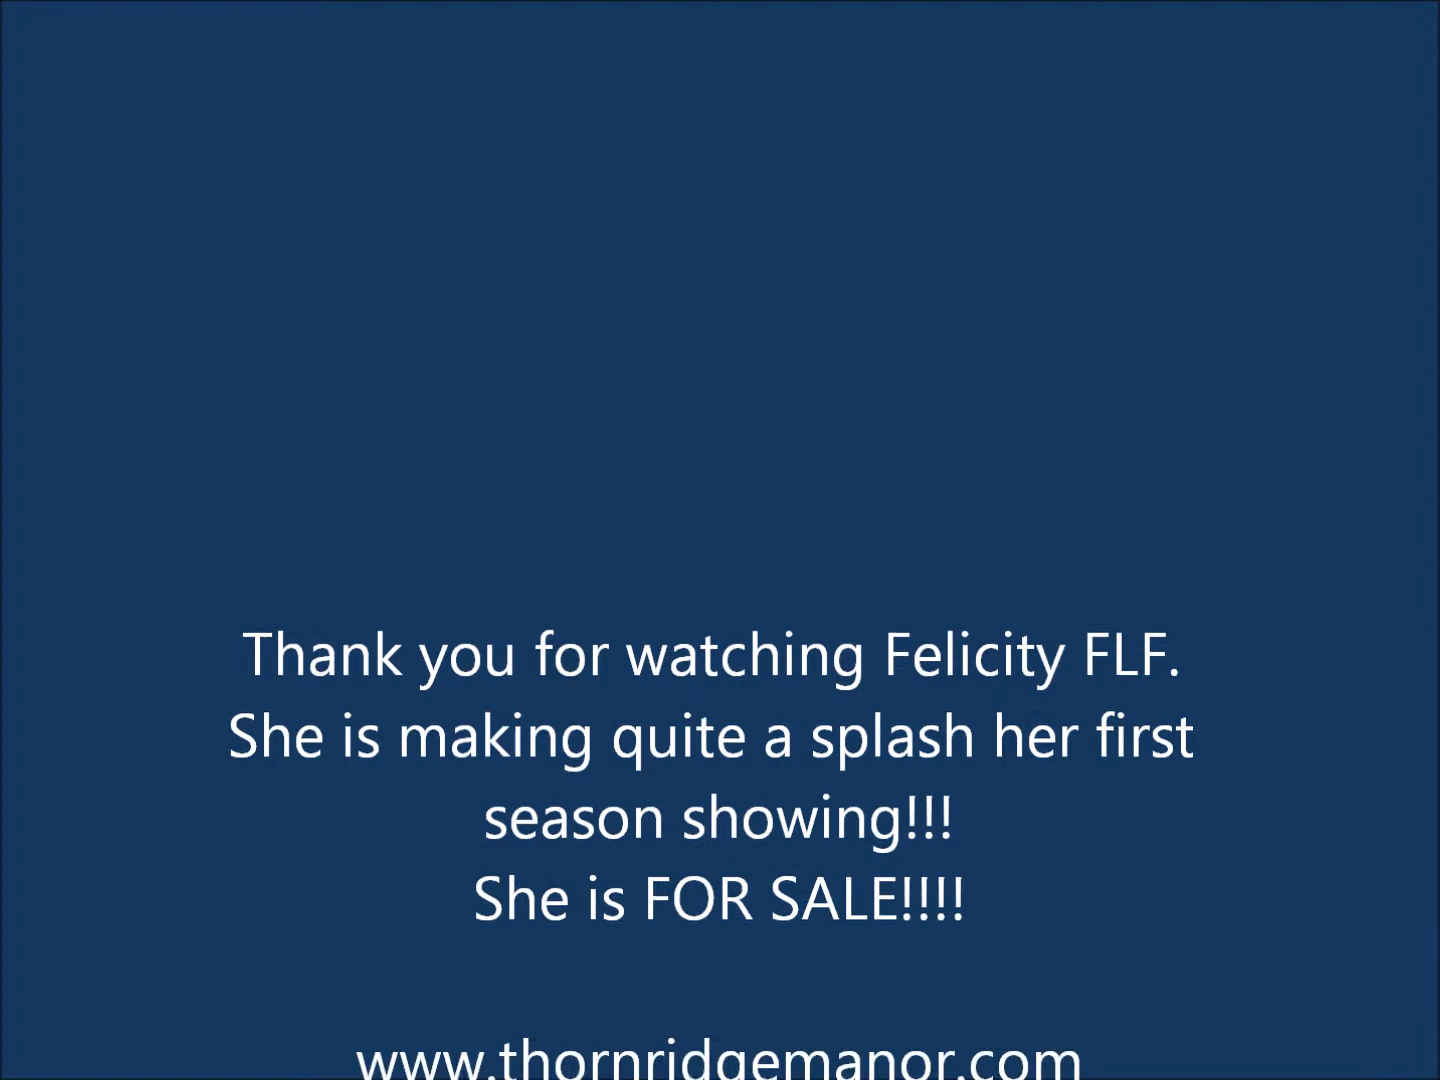 Thank you for watching Felicity FLF.
She is making quite a splash her first
season showing!!!
She is FOR SALE!!!!
www.thornridgemanor.com